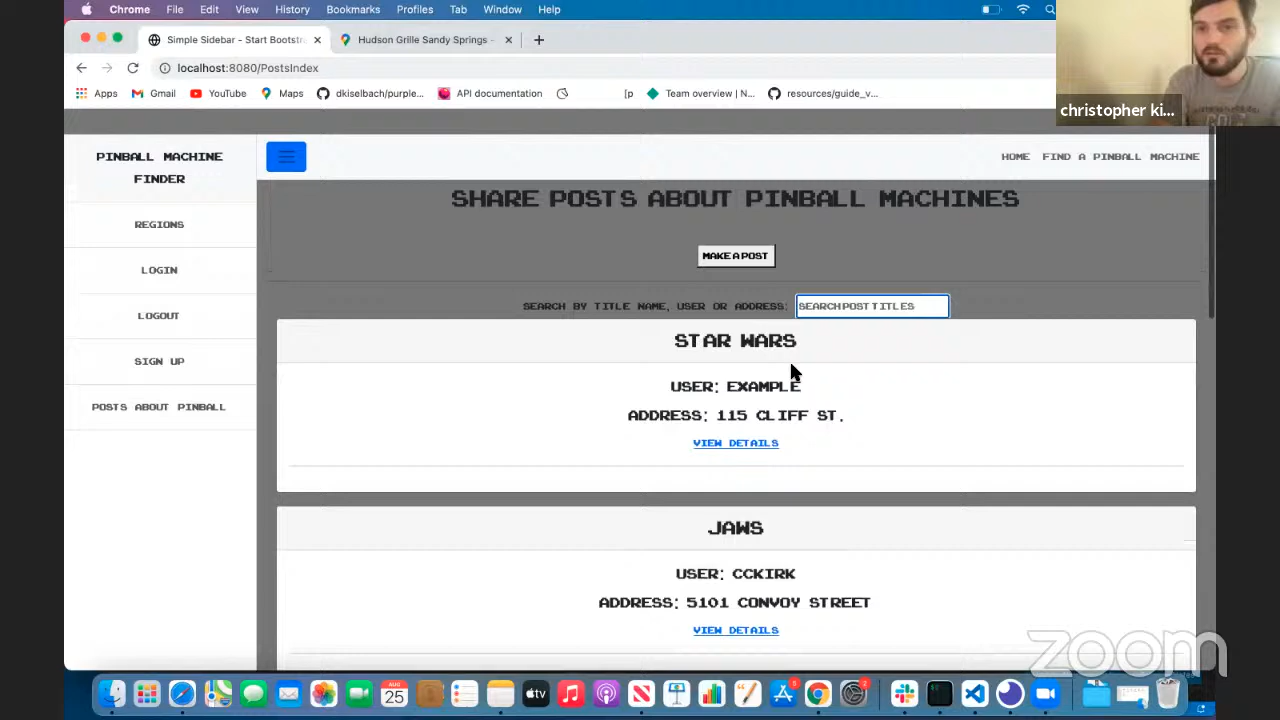 Chrome File Edit View History Bookmarks Profiles Tab Window Help
Simple Sidebar - Start Bootstr
Hudson Grille Sandy Springs -
localhost:8080/PostsIndex
Apps Gmail YouTube Maps dkiselbach/purple... API documentation [p Team overview | N... resources/guide_v...
christopher ki...
PINBALL MACHINE
FINDER
HOME FIND A PINBALL MACHINE
REGIONS
LOGIN
LOGOUT
SIGN UP
POSTS ABOUT PINBALL
SHARE POSTS ABOUT PINBALL MACHINES
MAKE A POST
SEARCH BY TITLE NAME, USER OR ADDRESS: SEARCH POST TITLES
STAR WARS
USER: EXAMPLE
ADDRESS: 115 CLIFF ST.
VIEW DETAILS
JAWS
USER: CCKIRK
ADDRESS: 5101 CONVOY STREET
VIEW DETAILS
zoom
AUG
25
tv
5
2